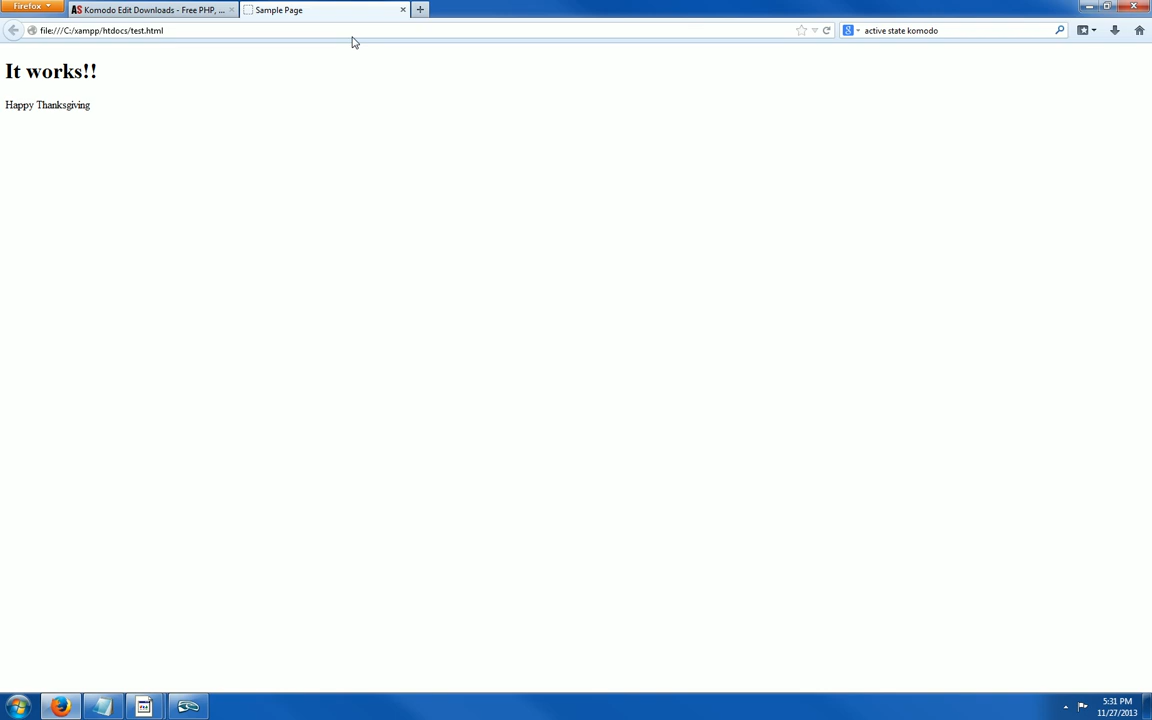 Firefox
AS Komodo Edit Downloads - Free PHP, ...
Sample Page
file:///C:/xampp/htdocs/test.html
active state komodo
It works!!
Happy Thanksgiving
5:31 PM
11/27/2013